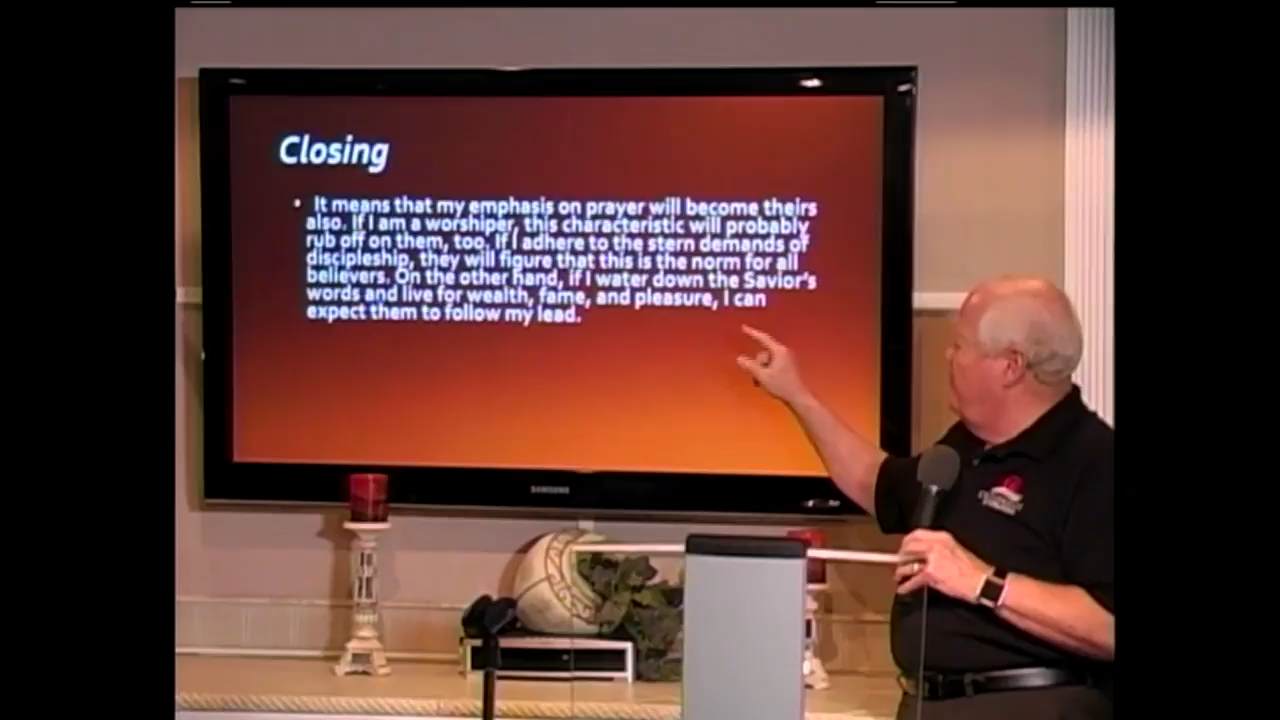 Closing
• It means that my emphasis on prayer will become theirs
also. If I am a worshiper, this characteristic will probably
rub off on them, too. If I adhere to the stern demands of
discipleship, they will figure that this is the norm for all
believers. On the other hand, if I water down the Savior's
words and live for wealth, fame, and pleasure, I can
expect them to follow my lead.
SAMSUNG